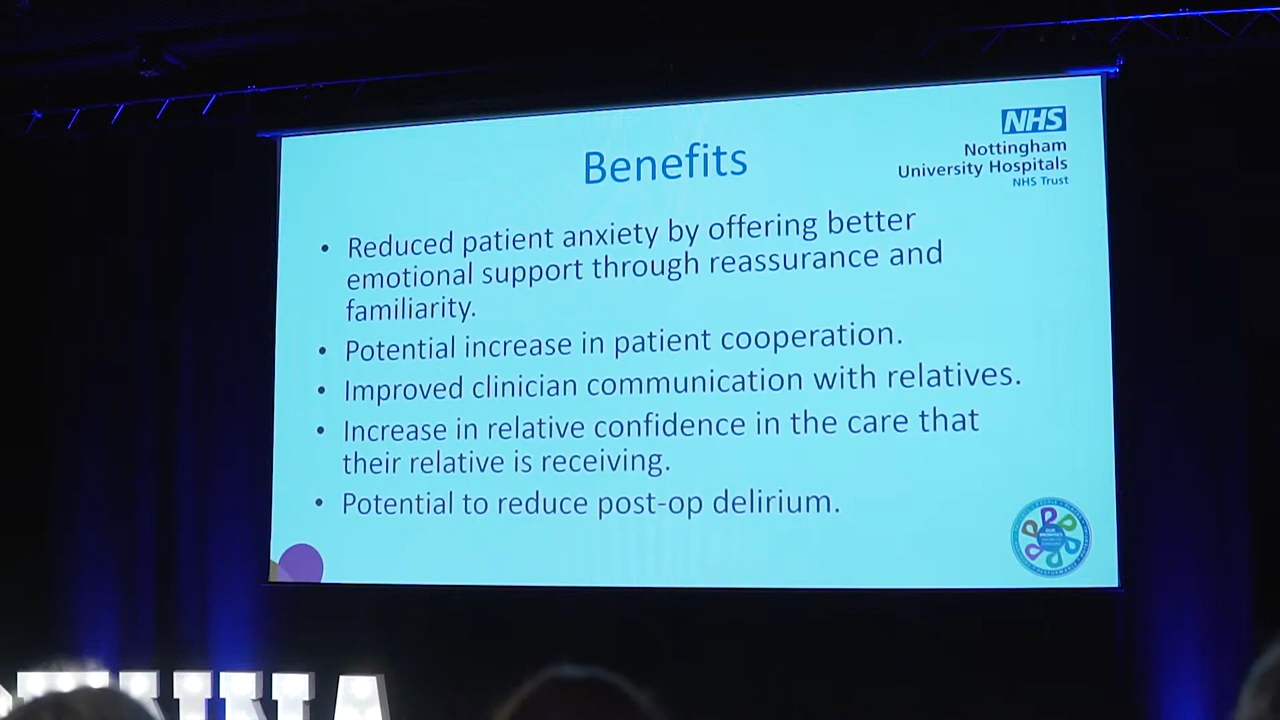 NHS
Nottingham
University Hospitals
NHS Trust
Benefits
• Reduced patient anxiety by offering better
emotional support through reassurance and
familiarity.
• Potential increase in patient cooperation.
• Improved clinician communication with relatives.
• Increase in relative confidence in the care that
their relative is receiving.
• Potential to reduce post-op delirium.